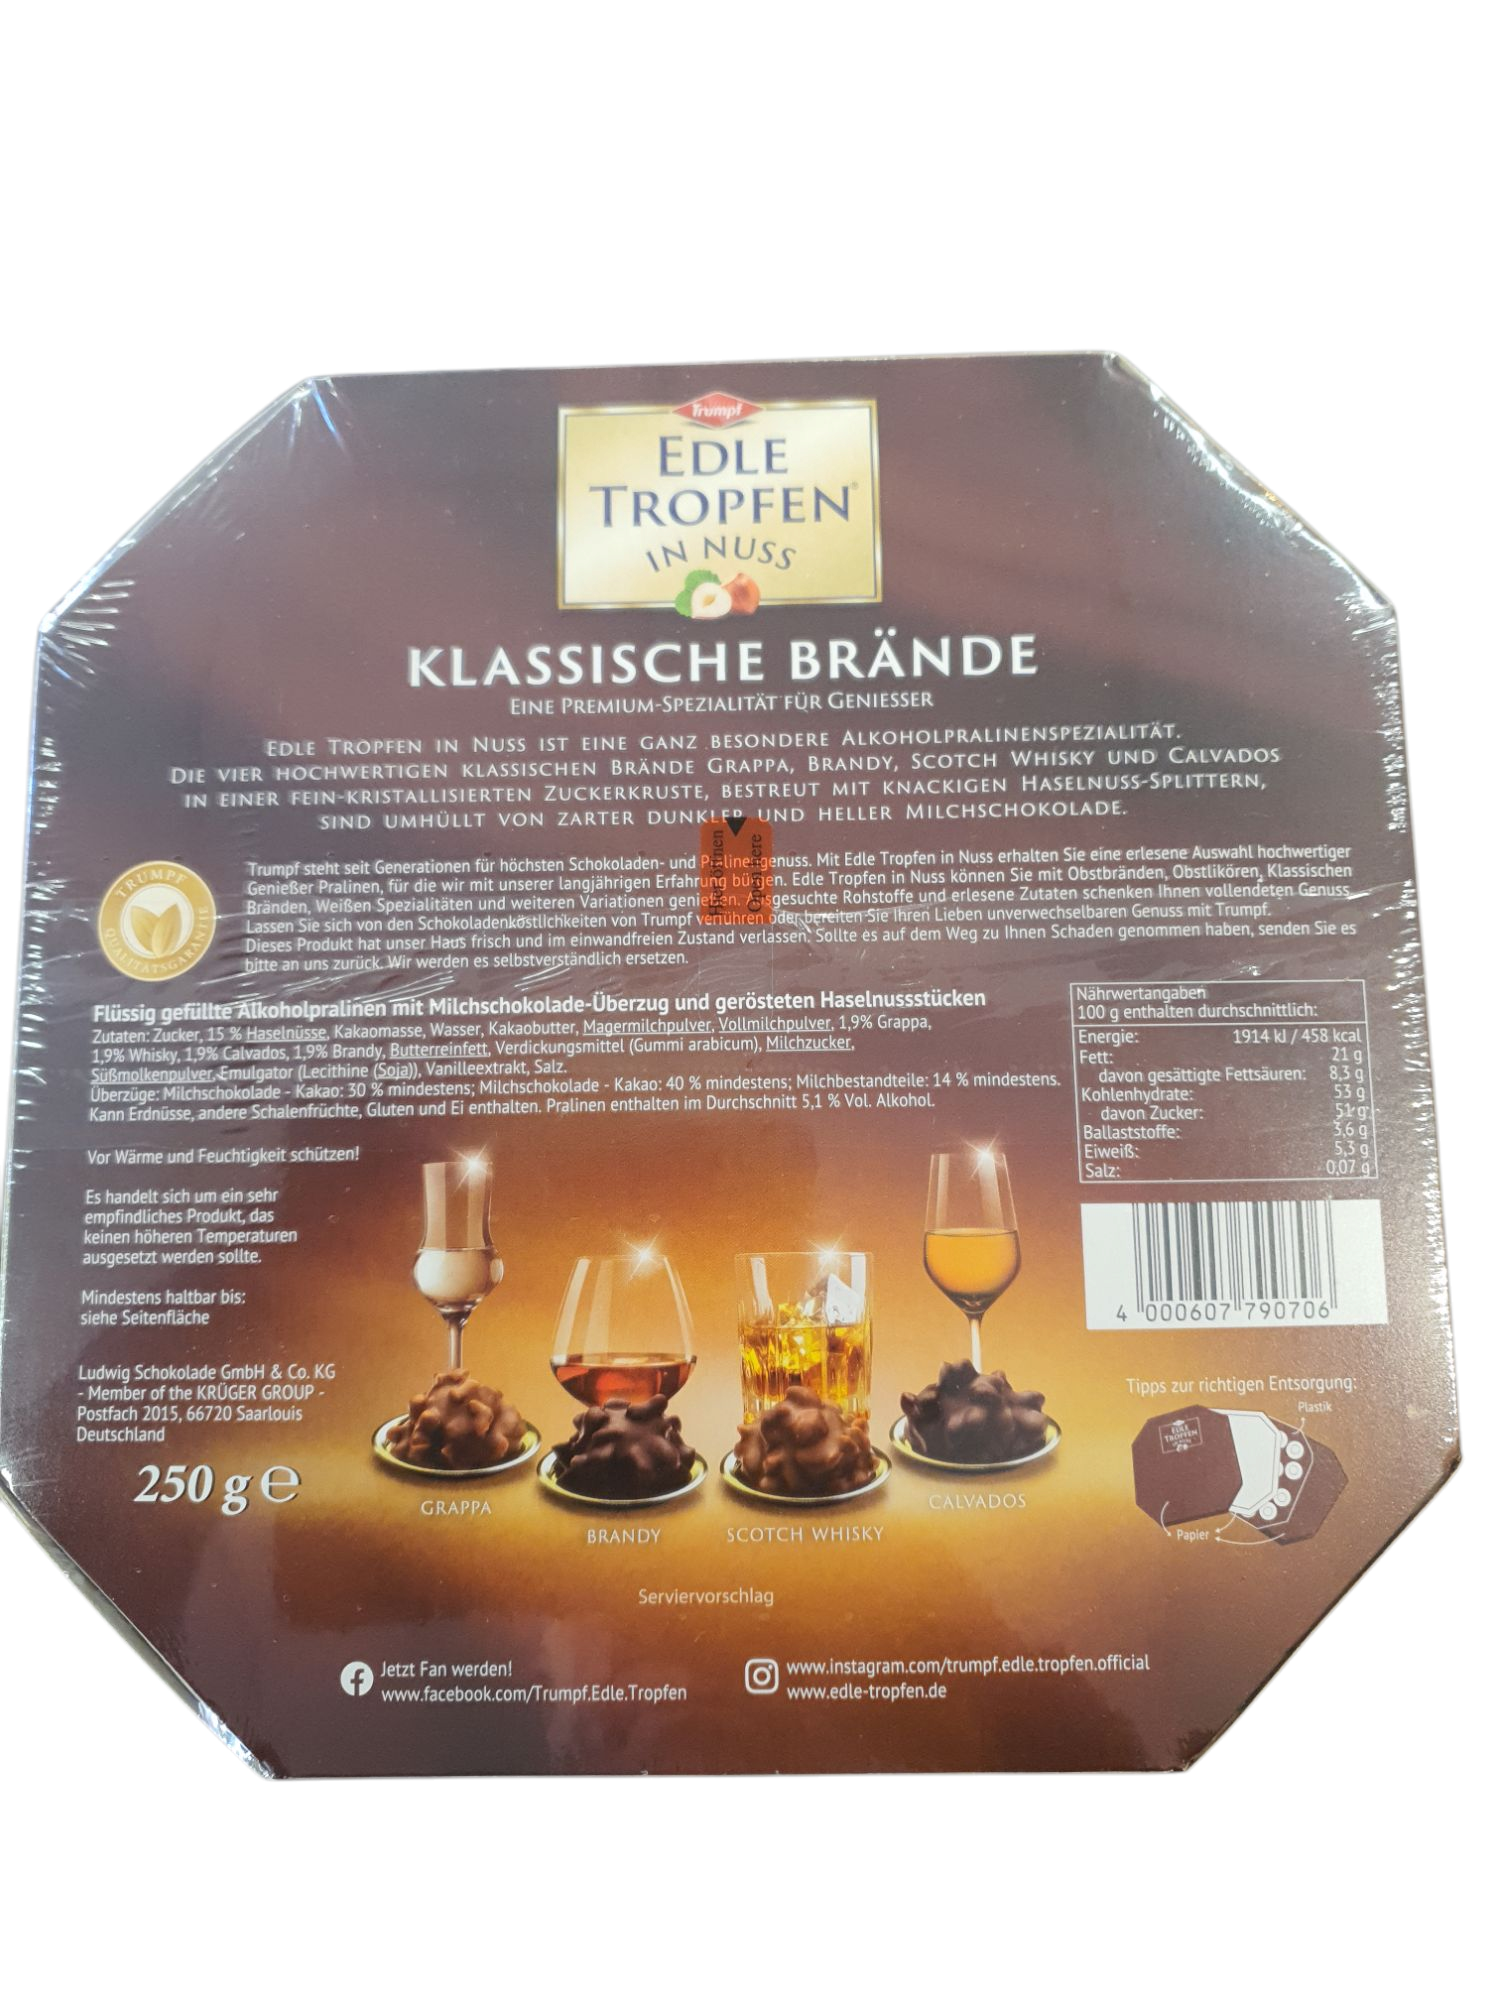 Trumpf
EDLE
TROPFEN®
IN NUSS
KLASSISCHE BRÄNDE
EINE PREMIUM-SPEZIALITÄT FÜR GENIESSER
EDLE TROPFEN IN NUSS IST EINE GANZ BESONDERE ALKOHOLPRALINENSPEZIALITÄT.
DIE VIER HOCHWERTIGEN KLASSISCHEN BRÄNDE GRAPPA, BRANDY, SCOTCH WHISKY UND CALVADOS
IN EINER FEIN-KRISTALLISIERTEN ZUCKERKRUSTE, BESTREUT MIT KNACKIGEN HASELNUSS-SPLITTERN,
SIND UMHÜLLT VON ZARTER DUNKLER UND HELLER MILCHSCHOKOLADE.
Hier öffnen
Open here
TRUMPF
QUALITÄTSGARANTIE
Trumpf steht seit Generationen für höchsten Schokoladen- und Pralinengenuss. Mit Edle Tropfen in Nuss erhalten Sie eine erlesene Auswahl hochwertiger
Genießer Pralinen, für die wir mit unserer langjährigen Erfahrung bürgen. Edle Tropfen in Nuss können Sie mit Obstbränden, Obstlikören, Klassischen
Bränden, Weißen Spezialitäten und weiteren Variationen genießen. Ausgesuchte Rohstoffe und erlesene Zutaten schenken Ihnen vollendeten Genuss.
Lassen Sie sich von den Schokoladenköstlichkeiten von Trumpf verführen oder bereiten Sie Ihren Lieben unverwechselbaren Genuss mit Trumpf.
Dieses Produkt hat unser Haus frisch und im einwandfreien Zustand verlassen. Sollte es auf dem Weg zu Ihnen Schaden genommen haben, senden Sie es
bitte an uns zurück. Wir werden es selbstverständlich ersetzen.
Flüssig gefüllte Alkoholpralinen mit Milchschokolade-Überzug und gerösteten Haselnussstücken
Zutaten: Zucker, 15 % Haselnüsse, Kakaomasse, Wasser, Kakaobutter, Magermilchpulver, Vollmilchpulver, 1,9% Grappa,
1,9% Whisky, 1,9% Calvados, 1,9% Brandy, Butterreinfett, Verdickungsmittel (Gummi arabicum), Milchzucker,
Süßmolkenpulver, Emulgator (Lecithine (Soja)), Vanilleextrakt, Salz.
Überzüge: Milchschokolade - Kakao: 30 % mindestens; Milchschokolade - Kakao: 40 % mindestens; Milchbestandteile: 14 % mindestens.
Kann Erdnüsse, andere Schalenfrüchte, Gluten und Ei enthalten. Pralinen enthalten im Durchschnitt 5,1 % Vol. Alkohol.
Nährwertangaben
100 g enthalten durchschnittlich:
Energie: 1914 kJ / 458 kcal
Fett: 21 g
davon gesättigte Fettsäuren: 8,3 g
Kohlenhydrate: 53 g
davon Zucker: 51 g
Ballaststoffe: 3,6 g
Eiweiß: 5,3 g
Salz: 0,07 g
Vor Wärme und Feuchtigkeit schützen!
Es handelt sich um ein sehr
empfindliches Produkt, das
keinen höheren Temperaturen
ausgesetzt werden sollte.
Mindestens haltbar bis:
siehe Seitenfläche
Ludwig Schokolade GmbH & Co. KG
- Member of the KRÜGER GROUP -
Postfach 2015, 66720 Saarlouis
Deutschland
250 g e
GRAPPA
BRANDY
SCOTCH WHISKY
CALVADOS
Serviervorschlag
4 000607 790706
Tipps zur richtigen Entsorgung:
Plastik
EDLE
TROPFEN
Papier
Jetzt Fan werden!
www.facebook.com/Trumpf.Edle.Tropfen
www.instagram.com/trumpf.edle.tropfen.official
www.edle-tropfen.de